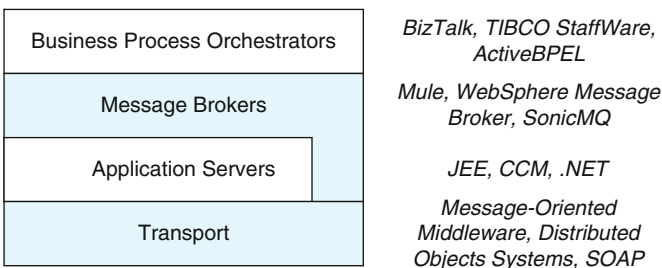 Business Process Orchestrators
BizTalk, TIBCO StaffWare,
ActiveBPEL
Message Brokers
Mule, WebSphere Message
Broker, SonicMQ
Application Servers
JEE, CCM, .NET
Transport
Message-Oriented
Middleware, Distributed
Objects Systems, SOAP